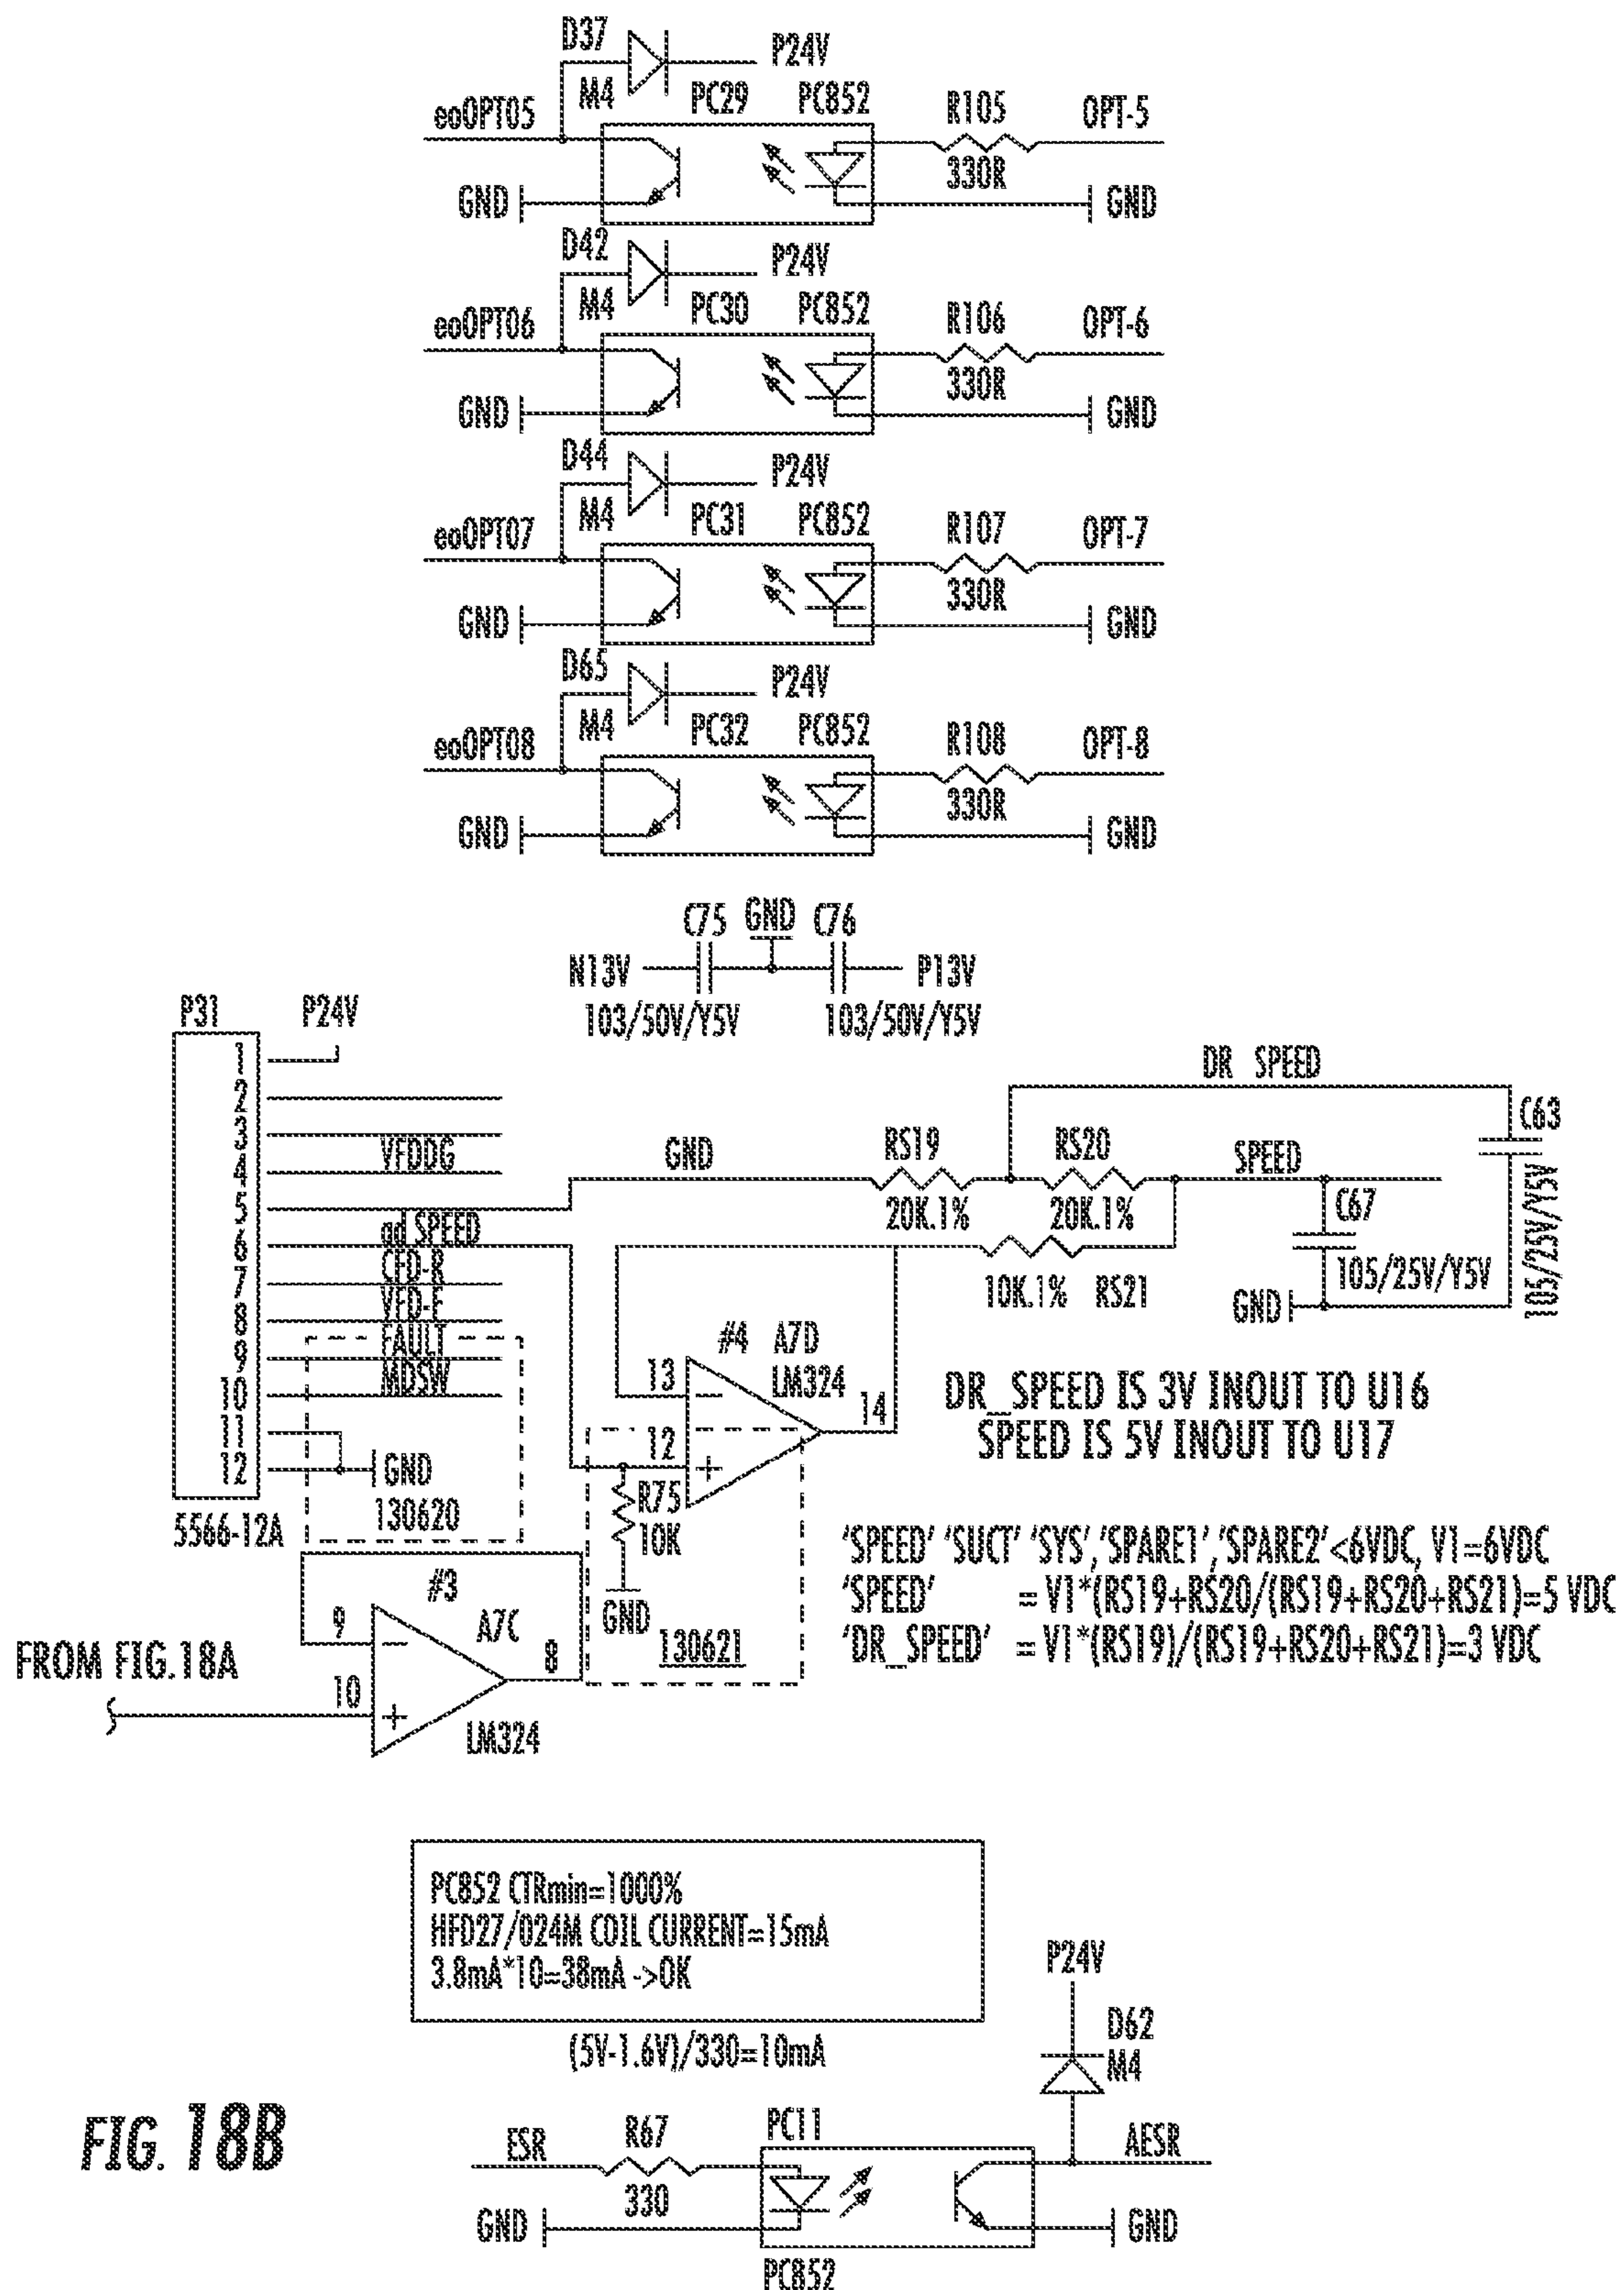 D37
P24V
M4
PC29
PC852
R105
OPT-5
eoOPT05
330R
GND
GND
D42
P24V
M4
PC30
PC852
R106
OPT-6
eoOPT06
330R
GND
GND
D44
P24V
M4
PC31
PC852
R107
OPT-7
eoOPT07
330R
GND
GND
D65
P24V
M4
PC32
PC852
R108
OPT-8
eoOPT08
330R
GND
GND
C75
GND
C76
N13V
P13V
103/50V/Y5V
103/50V/Y5V
P31
P24V
1
2
3
4
5
6
7
8
9
10
11
12
VFDDG
ad_SPEED
CFD-R
VFD-E
FAULT
MDSW
GND
130620
5566-12A
DR SPEED
GND
RS19
RS20
SPEED
C63
20K.1%
20K.1%
C67
105/25V/Y5V
105/25V/Y5V
10K.1%
RS21
GND
#4
A7D
LM324
13
12
14
R75
10K
GND
130621
DR_SPEED IS 3V INOUT TO U16
SPEED IS 5V INOUT TO U17
'SPEED' 'SUCT' 'SYS','SPARE1','SPARE2'<6VDC, V1=6VDC
'SPEED' = V1*(RS19+RS20/(RS19+RS20+RS21)=5 VDC
'DR_SPEED' = V1*(RS19)/(RS19+RS20+RS21)=3 VDC
#3
9
A7C
8
FROM FIG.18A
10
LM324
PC852 CTRmin=1000%
HFD27/024M COIL CURRENT=15mA
3.8mA*10=38mA ->OK
(5V-1.6V)/330=10mA
P24V
D62
M4
FIG. 18B
ESR
R67
PC11
AESR
330
GND
GND
PC852